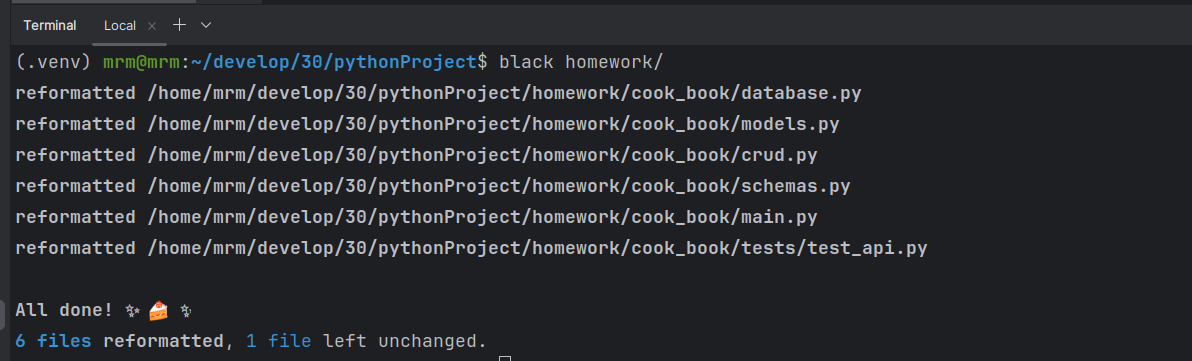 Terminal Local × +
(.venv) mrm@mrm:~/develop/30/pythonProject$ black homework/
reformatted /home/mrm/develop/30/pythonProject/homework/cook_book/database.py
reformatted /home/mrm/develop/30/pythonProject/homework/cook_book/models.py
reformatted /home/mrm/develop/30/pythonProject/homework/cook_book/crud.py
reformatted /home/mrm/develop/30/pythonProject/homework/cook_book/schemas.py
reformatted /home/mrm/develop/30/pythonProject/homework/cook_book/main.py
reformatted /home/mrm/develop/30/pythonProject/homework/cook_book/tests/test_api.py
All done! ✨ 🍰 ✨
6 files reformatted, 1 file left unchanged.